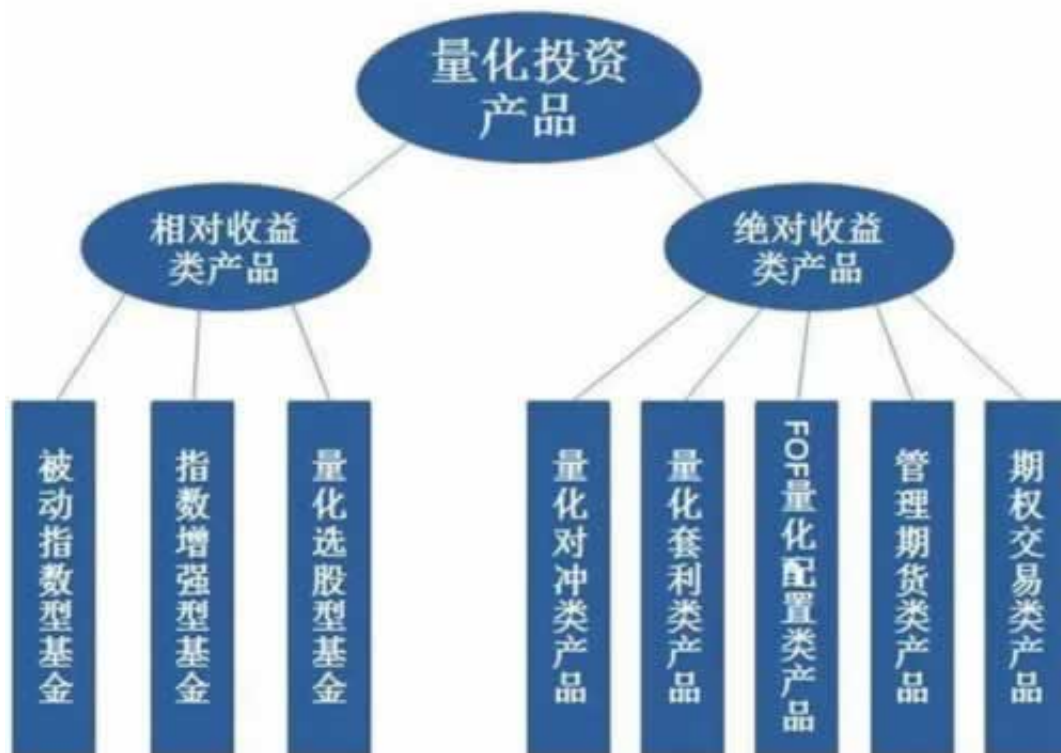 量化投资
产品
相对收益
类产品
绝对收益
类产品
被动指数型基金
指数增强型基金
量化选股型基金
量化对冲类产品
量化套利类产品
FOF量化配置类产品
管理期货类产品
期权交易类产品